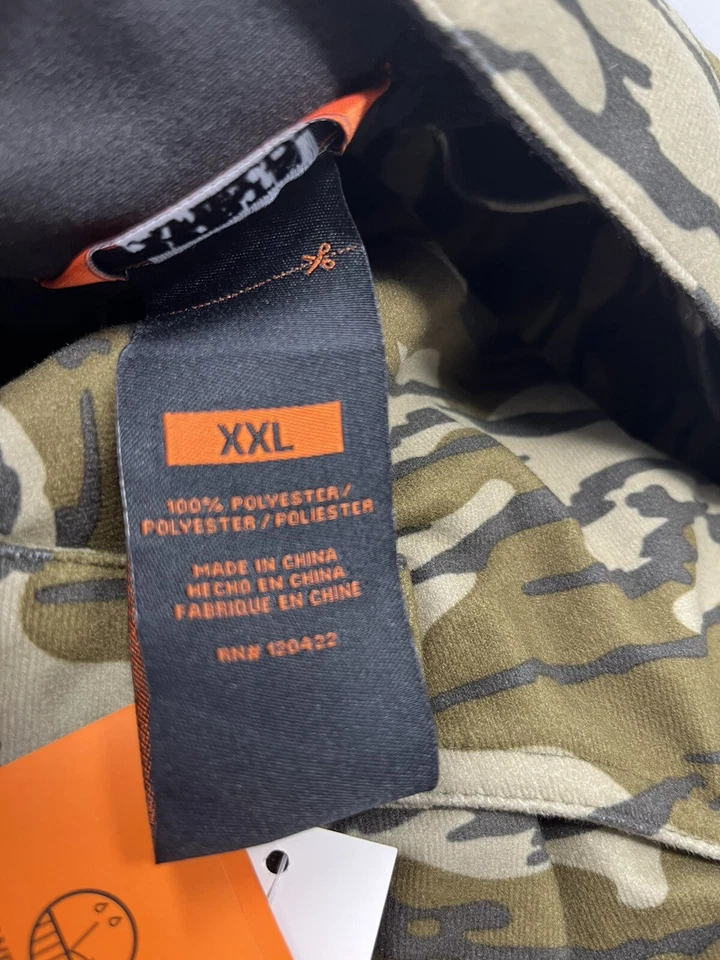 XXL
100% POLYESTER/
POLYESTER/POLIESTER
MADE IN CHINA
HECHO EN CHINA
FABRIQUE EN CHINE
RN# 120422